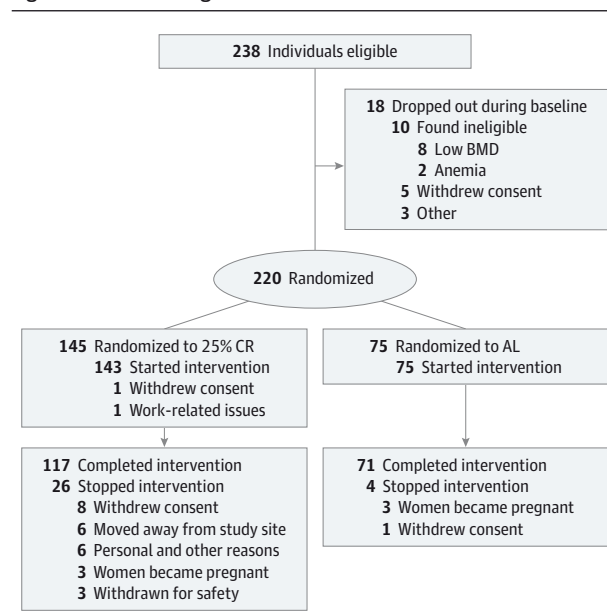 238 Individuals eligible
18 Dropped out during baseline
10 Found ineligible
8 Low BMD
2 Anemia
5 Withdrew consent
3 Other
220 Randomized
145 Randomized to 25% CR
143 Started intervention
1 Withdrew consent
1 Work-related issues
75 Randomized to AL
75 Started intervention
117 Completed intervention
26 Stopped intervention
8 Withdrew consent
6 Moved away from study site
6 Personal and other reasons
3 Women became pregnant
3 Withdrawn for safety
71 Completed intervention
4 Stopped intervention
3 Women became pregnant
1 Withdrew consent